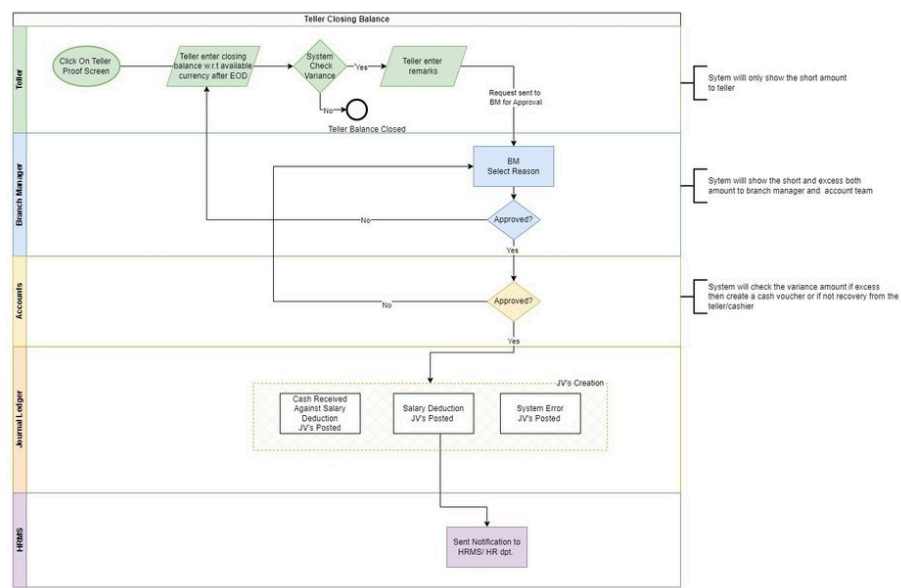 Teller Closing Balance
Teller
Click On Teller
Proof Screen
Teller enter closing
balance w.r.t available
currency after EOD
System
Check
Variance
Yes
Teller enter
remarks
No
Teller Balance Closed
Request sent to
BM for Approval
Sytem will only show the short amount
to teller
Branch Manager
BM
Select Reason
Approved?
No
Yes
Sytem willl show the short and excess both
amount to branch manager and account team
Accounts
Approved?
No
Yes
System will check the variance amount if excess
then create a cash voucher or if not recovery from the
teller/cashier
Journal Ledger
JV's Creation
Cash Received
Against Salary
Deduction
JV's Posted
Salary Deduction
JV's Posted
System Error
JV's Posted
HRMS
Sent Notification to
HRMS/ HR dpt.